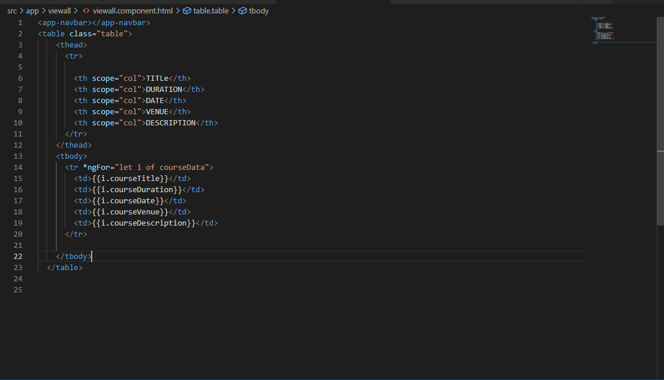 src > app > viewall > <> viewall.component.html > table.table > tbody
1 <app-navbar></app-navbar>
2 <table class="table">
3 <thead>
4 <tr>
5
6 <th scope="col">TITLe</th>
7 <th scope="col">DURATION</th>
8 <th scope="col">DATE</th>
9 <th scope="col">VENUE</th>
10 <th scope="col">DESCRIPTION</th>
11 </tr>
12 </thead>
13 <tbody>
14 <tr *ngFor="let i of courseData">
15 <td>{{i.courseTitle}}</td>
16 <td>{{i.courseDuration}}</td>
17 <td>{{i.courseDate}}</td>
18 <td>{{i.courseVenue}}</td>
19 <td>{{i.courseDescription}}</td>
20 </tr>
21
22 </tbody>
23 </table>
24
25